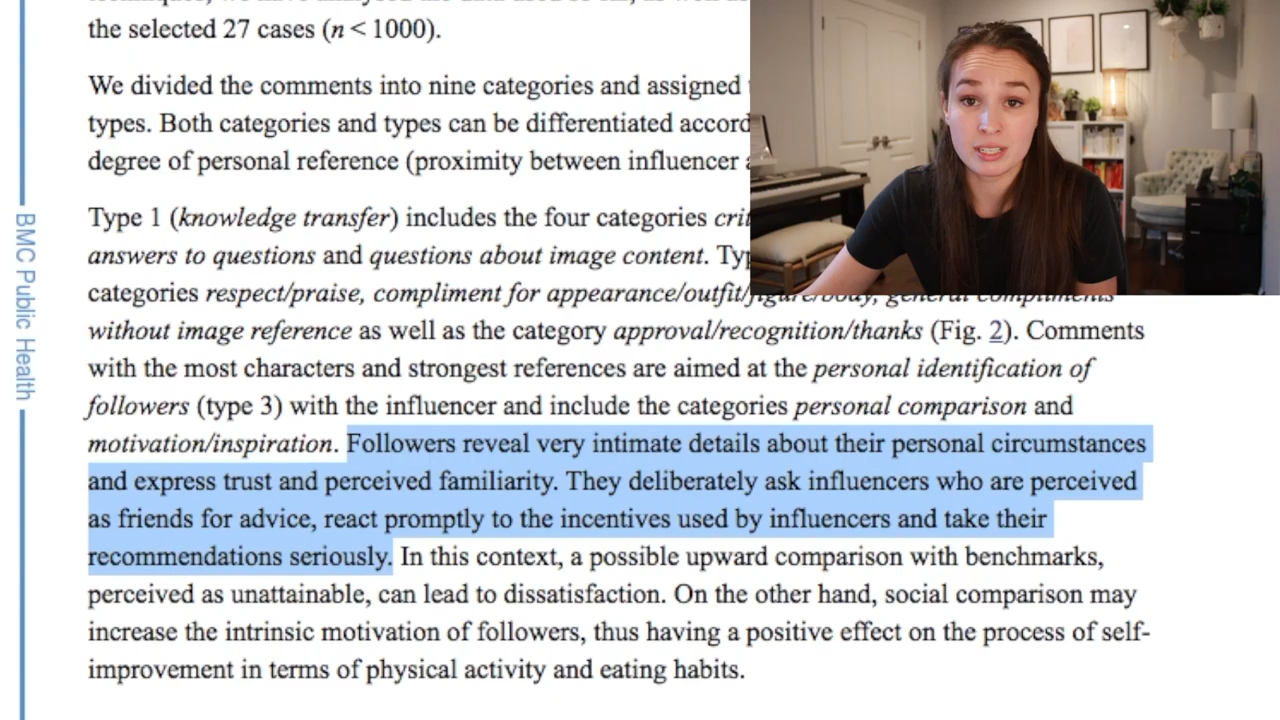 the selected 27 cases (n < 1000).
We divided the comments into nine categories and assigned
types. Both categories and types can be differentiated accord
degree of personal reference (proximity between influencer
Type 1 (knowledge transfer) includes the four categories crit
answers to questions and questions about image content. Typ
categories respect/praise, compliment for appearance/outfit/figure/body, general compliments
without image reference as well as the category approval/recognition/thanks (Fig. 2). Comments
with the most characters and strongest references are aimed at the personal identification of
followers (type 3) with the influencer and include the categories personal comparison and
motivation/inspiration. Followers reveal very intimate details about their personal circumstances
and express trust and perceived familiarity. They deliberately ask influencers who are perceived
as friends for advice, react promptly to the incentives used by influencers and take their
recommendations seriously. In this context, a possible upward comparison with benchmarks,
perceived as unattainable, can lead to dissatisfaction. On the other hand, social comparison may
increase the intrinsic motivation of followers, thus having a positive effect on the process of self-
improvement in terms of physical activity and eating habits.
BMC Public Health